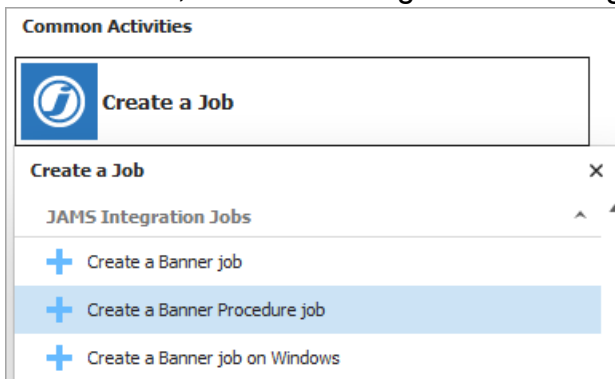 Common Activities
Create a Job
Create a Job
JAMS Integration Jobs
Create a Banner job
Create a Banner Procedure job
Create a Banner job on Windows